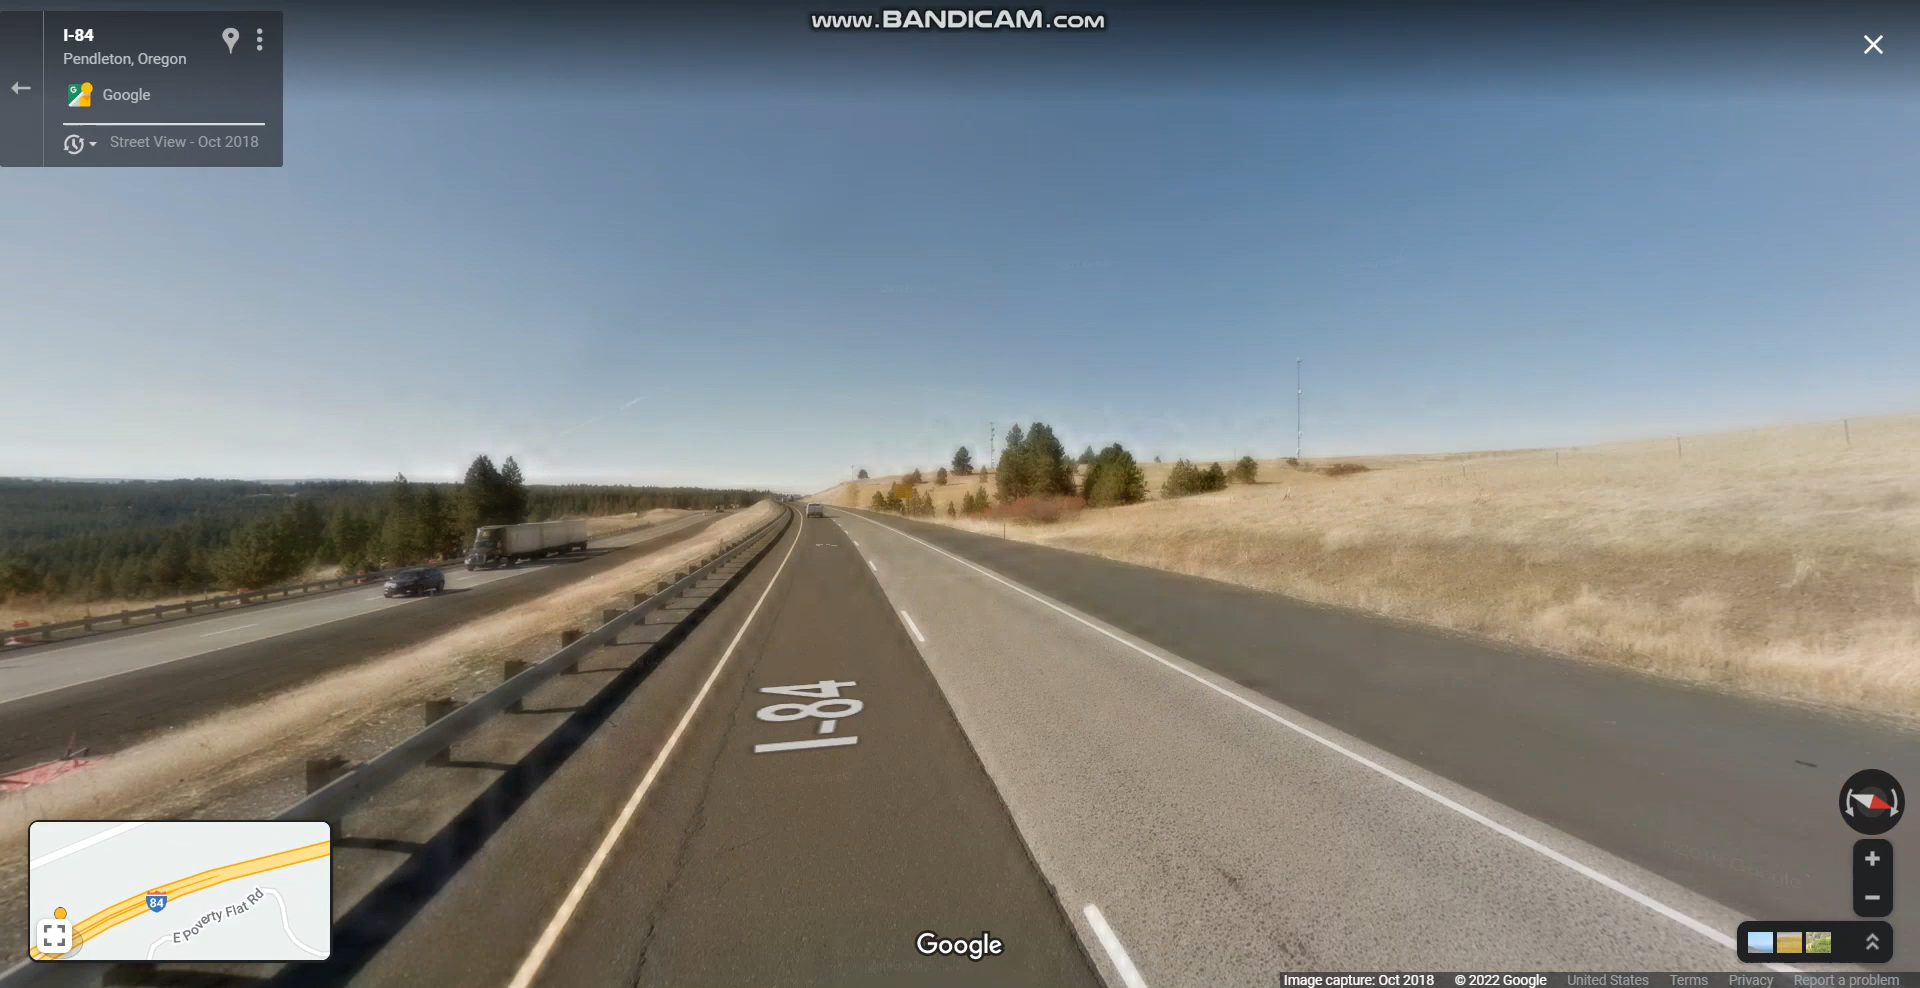 www.BANDICAM.com
I-84
Pendleton, Oregon
Google
Street View - Oct 2018
I-84
84
E Poverty Flat Rd
Google
Image capture: Oct 2018 © 2022 Google United States Terms Privacy Report a problem